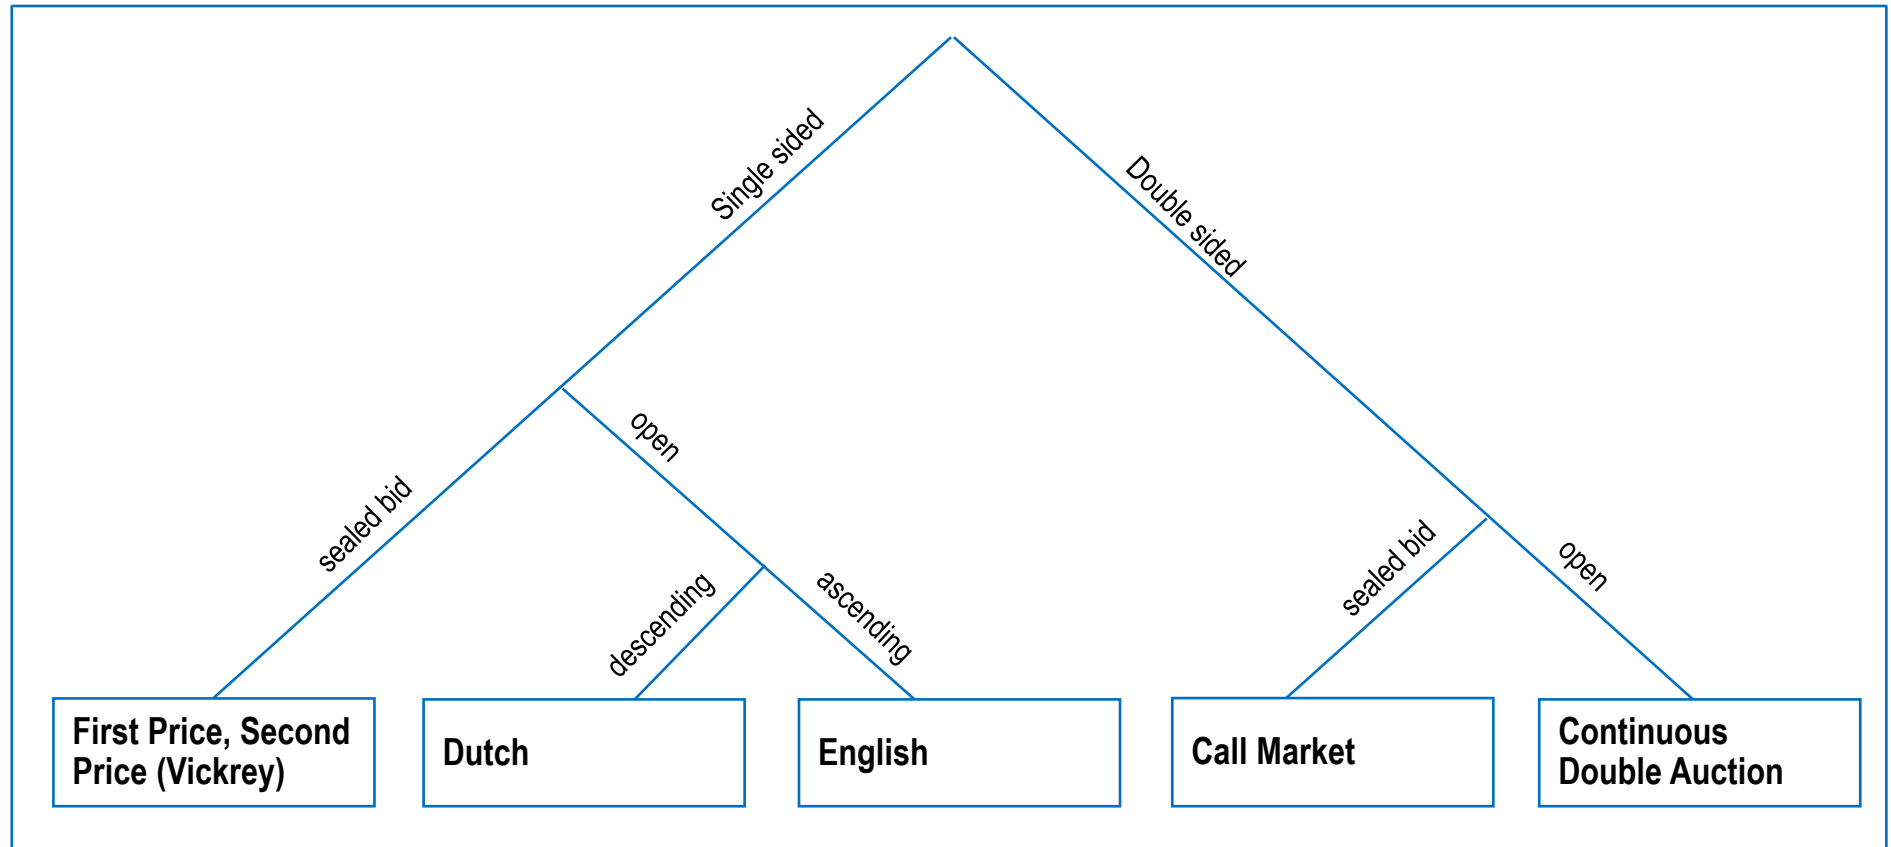 Single sided
Double sided
open
sealed bid
sealed bid
open
descending
ascending
First Price, Second
Price (Vickrey)
Dutch
English
Call Market
Continuous
Double Auction